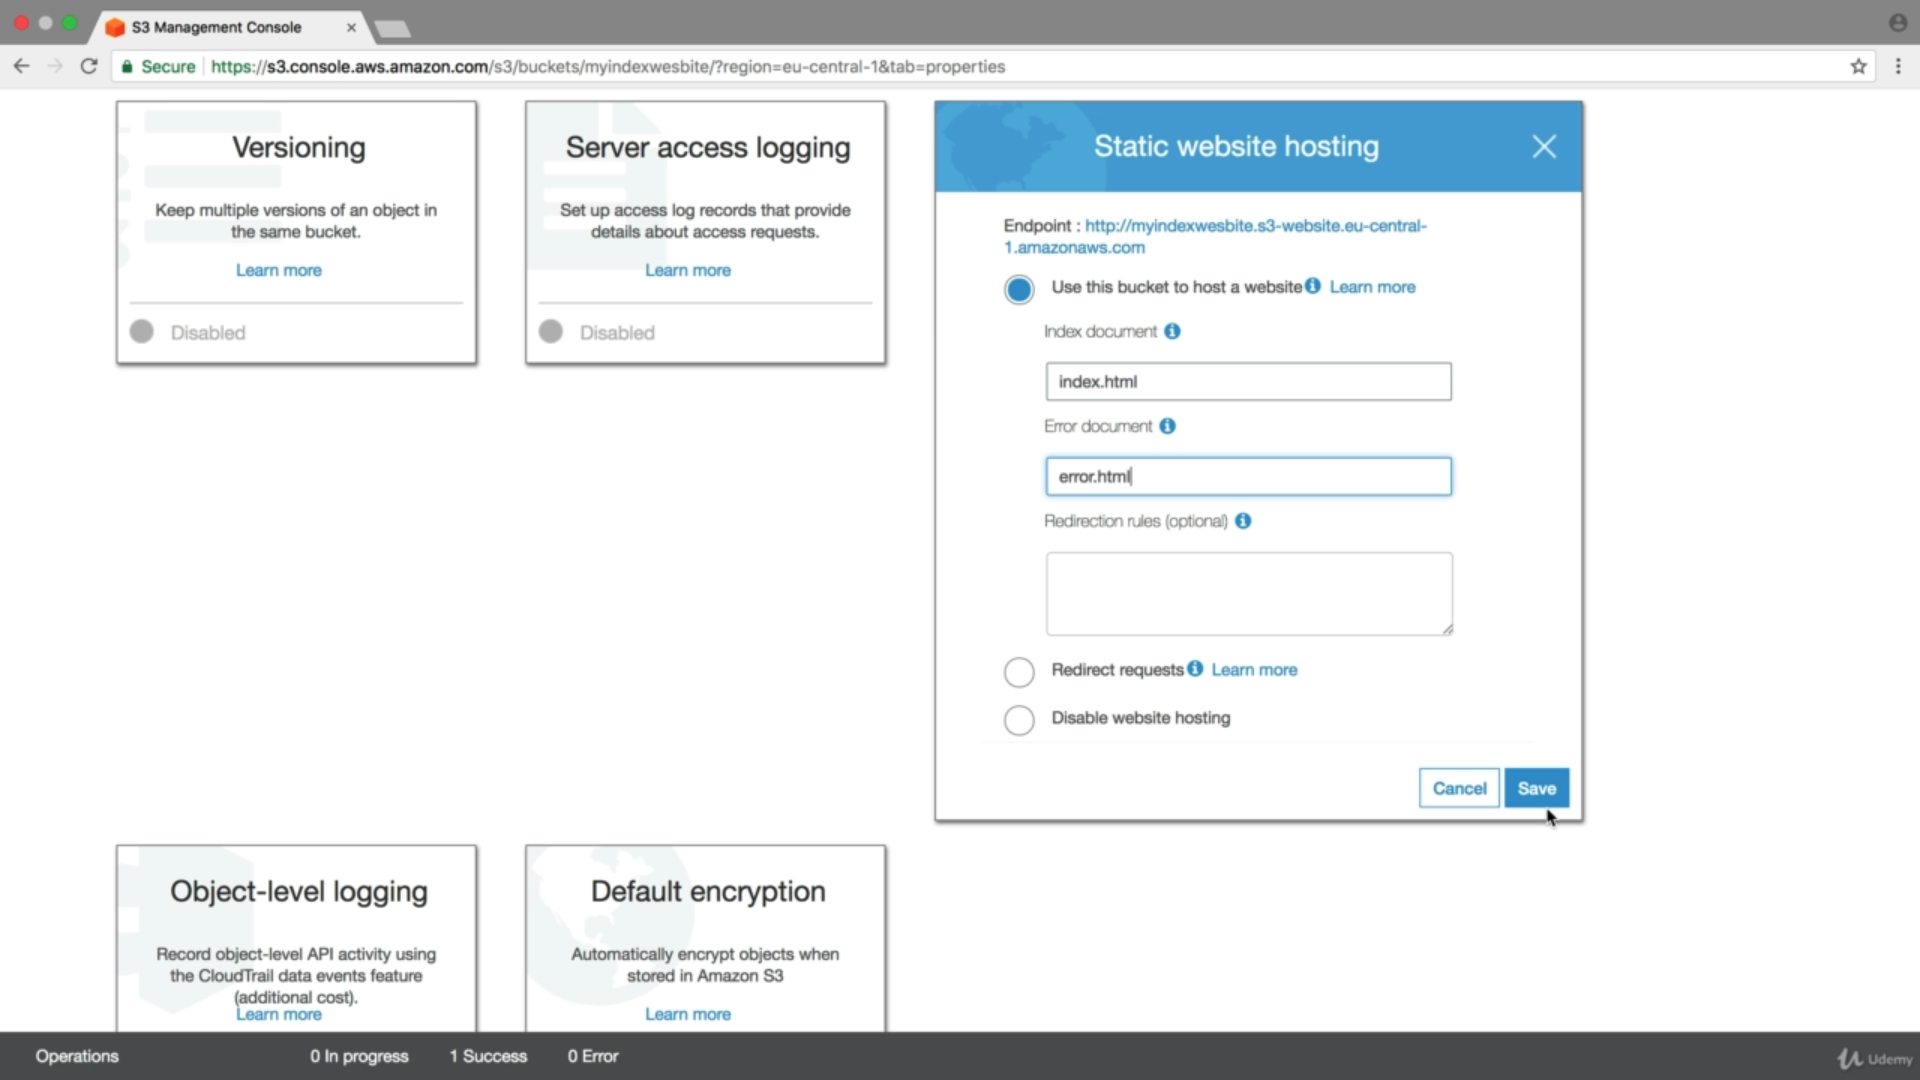 S3 Management Console
Secure https://s3.console.aws.amazon.com/s3/buckets/myindexwesbite/?region=eu-central-1&tab=properties
Versioning
Keep multiple versions of an object in
the same bucket.
Learn more
Disabled
Server access logging
Set up access log records that provide
details about access requests.
Learn more
Disabled
Static website hosting
Endpoint : http://myindexwesbite.s3-website.eu-central-
1.amazonaws.com
Use this bucket to host a website Learn more
Index document
index.html
Error document
error.html
Redirection rules (optional)
Redirect requests Learn more
Disable website hosting
Cancel Save
Object-level logging
Record object-level API activity using
the CloudTrail data events feature
(additional cost).
Learn more
Default encryption
Automatically encrypt objects when
stored in Amazon S3
Learn more
Operations 0 In progress 1 Success 0 Error
Udemy